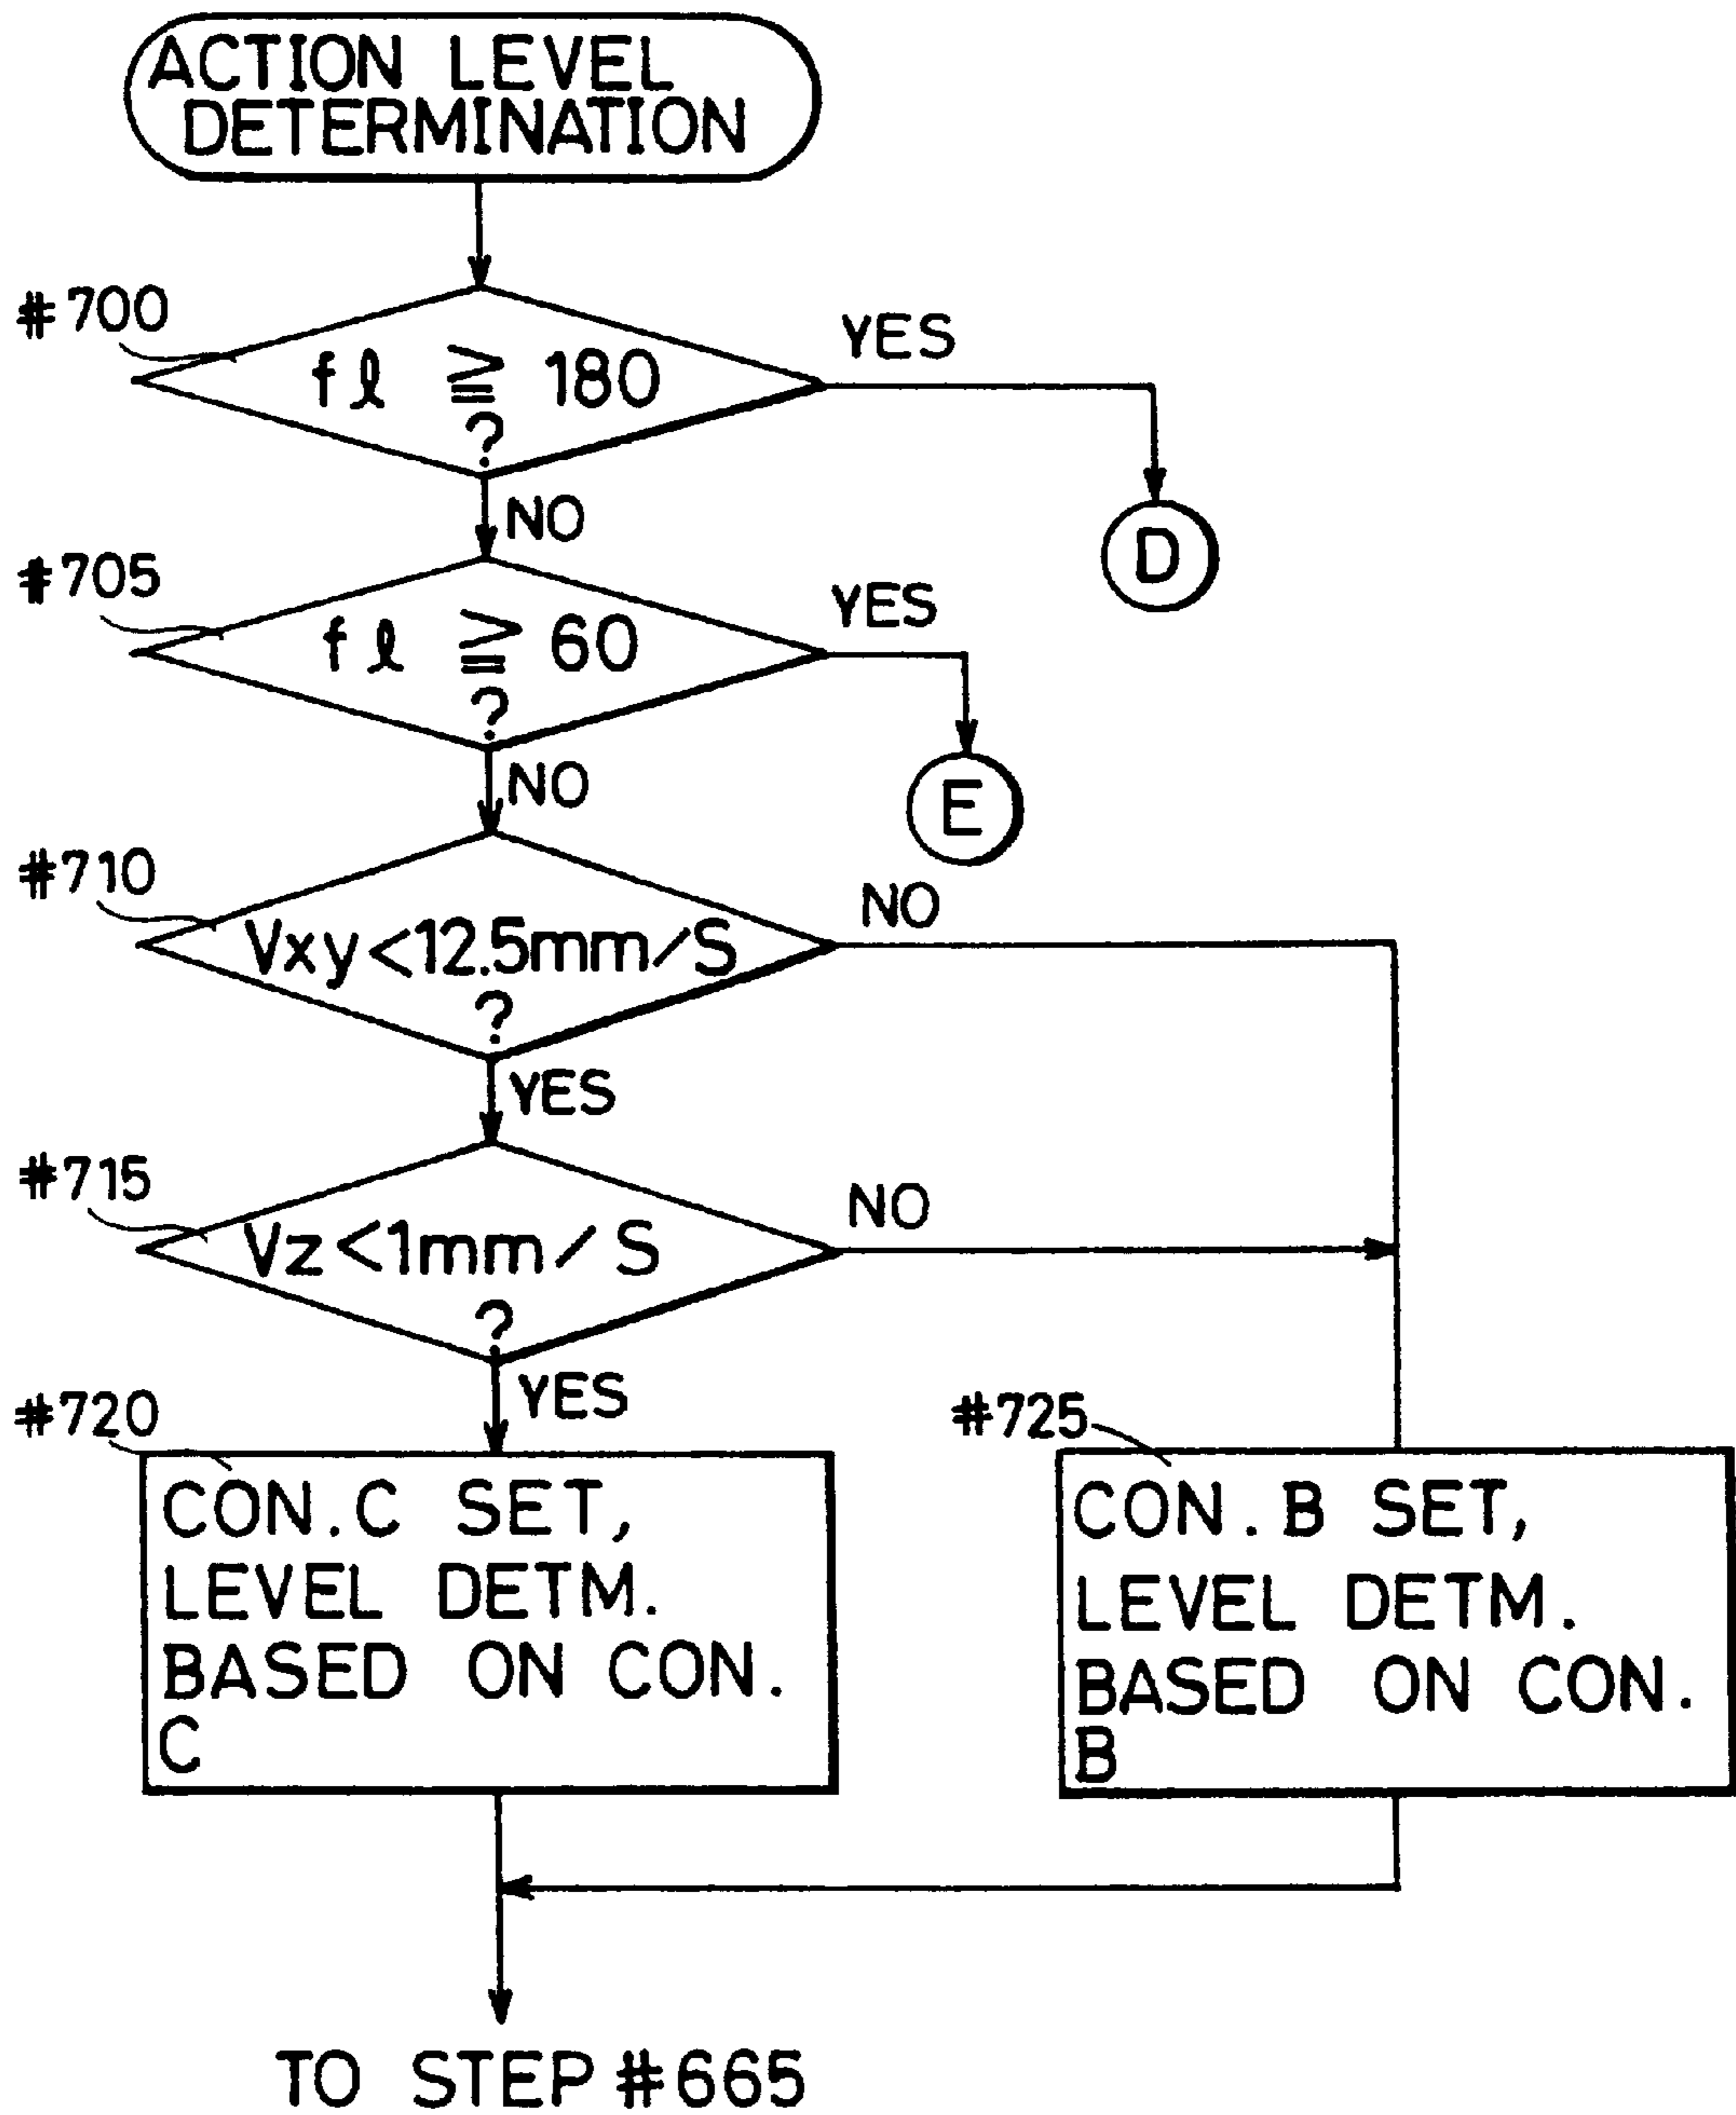 ACTION LEVEL
DETERMINATION
#700
fℓ ≧ 180
?
YES
NO
D
#705
fℓ ≧ 60
?
YES
NO
E
#710
Vxy<12.5mm/S
?
NO
YES
#715
Vz<1mm/S
?
NO
YES
#720
CON.C SET,
LEVEL DETM.
BASED ON CON.
C
#725
CON.B SET,
LEVEL DETM.
BASED ON CON.
B
TO STEP #665